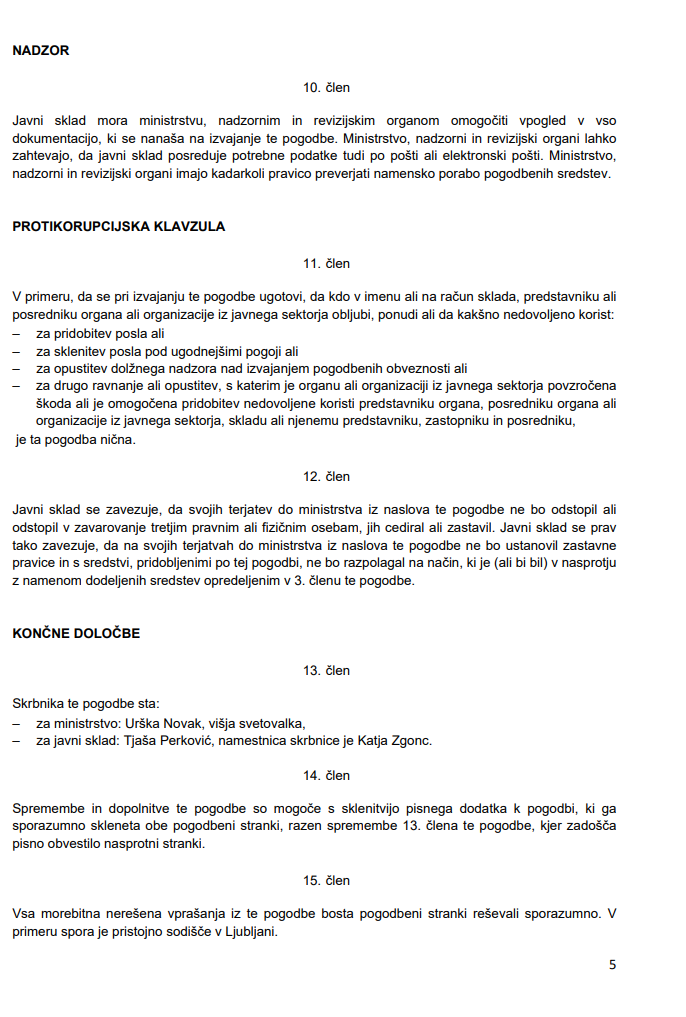 NADZOR
10. člen
Javni sklad mora ministrstvu, nadzornim in revizijskim organom omogočiti vpogled v vso
dokumentacijo, ki se nanaša na izvajanje te pogodbe. Ministrstvo, nadzorni in revizijski organi lahko
zahtevajo, da javni sklad posreduje potrebne podatke tudi po pošti ali elektronski pošti. Ministrstvo,
nadzorni in revizijski organi imajo kadarkoli pravico preverjati namensko porabo pogodbenih sredstev.
PROTIKORUPCIJSKA KLAVZULA
11. člen
V primeru, da se pri izvajanju te pogodbe ugotovi, da kdo v imenu ali na račun sklada, predstavniku ali
posredniku organa ali organizacije iz javnega sektorja obljubi, ponudi ali da kakšno nedovoljeno korist:
– za pridobitev posla ali
– za sklenitev posla pod ugodnejšimi pogoji ali
– za opustitev dolžnega nadzora nad izvajanjem pogodbenih obveznosti ali
– za drugo ravnanje ali opustitev, s katerim je organu ali organizaciji iz javnega sektorja povzročena
škoda ali je omogočena pridobitev nedovoljene koristi predstavniku organa, posredniku organa ali
organizacije iz javnega sektorja, skladu ali njenemu predstavniku, zastopniku in posredniku,
je ta pogodba nična.
12. člen
Javni sklad se zavezuje, da svojih terjatev do ministrstva iz naslova te pogodbe ne bo odstopil ali
odstopil v zavarovanje tretjim pravnim ali fizičnim osebam, jih cediral ali zastavil. Javni sklad se prav
tako zavezuje, da na svojih terjatvah do ministrstva iz naslova te pogodbe ne bo ustanovil zastavne
pravice in s sredstvi, pridobljenimi po tej pogodbi, ne bo razpolagal na način, ki je (ali bi bil) v nasprotju
z namenom dodeljenih sredstev opredeljenim v 3. členu te pogodbe.
KONČNE DOLOČBE
13. člen
Skrbnika te pogodbe sta:
– za ministrstvo: Urška Novak, višja svetovalka,
– za javni sklad: Tjaša Perković, namestnica skrbnice je Katja Zgonc.
14. člen
Spremembe in dopolnitve te pogodbe so mogoče s sklenitvijo pisnega dodatka k pogodbi, ki ga
sporazumno skleneta obe pogodbeni stranki, razen spremembe 13. člena te pogodbe, kjer zadošča
pisno obvestilo nasprotni stranki.
15. člen
Vsa morebitna nerešena vprašanja iz te pogodbe bosta pogodbeni stranki reševali sporazumno. V
primeru spora je pristojno sodišče v Ljubljani.
5